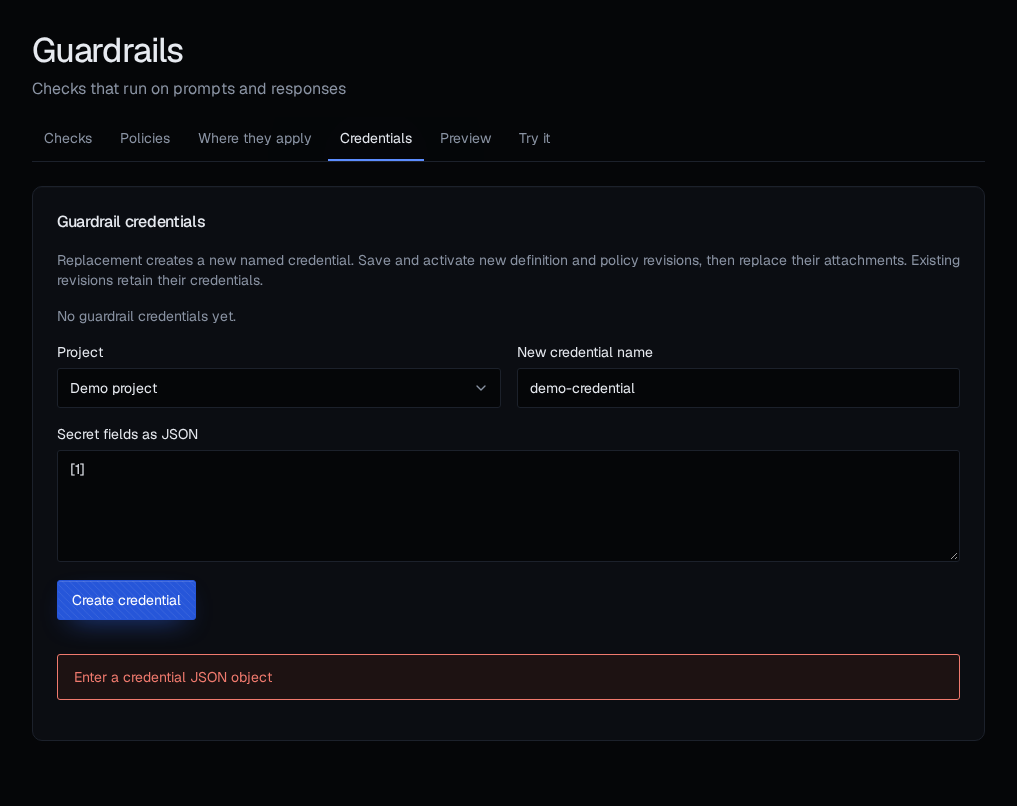 Guardrails
Checks that run on prompts and responses
Checks Policies Where they apply Credentials Preview Try it
Guardrail credentials
Replacement creates a new named credential. Save and activate new definition and policy revisions, then replace their attachments. Existing
revisions retain their credentials.
No guardrail credentials yet.
Project New credential name
Demo project demo-credential
Secret fields as JSON
[1]
Create credential
Enter a credential JSON object